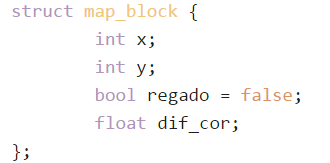 struct map_block {
int x;
int y;
bool regado = false;
float dif_cor;
};